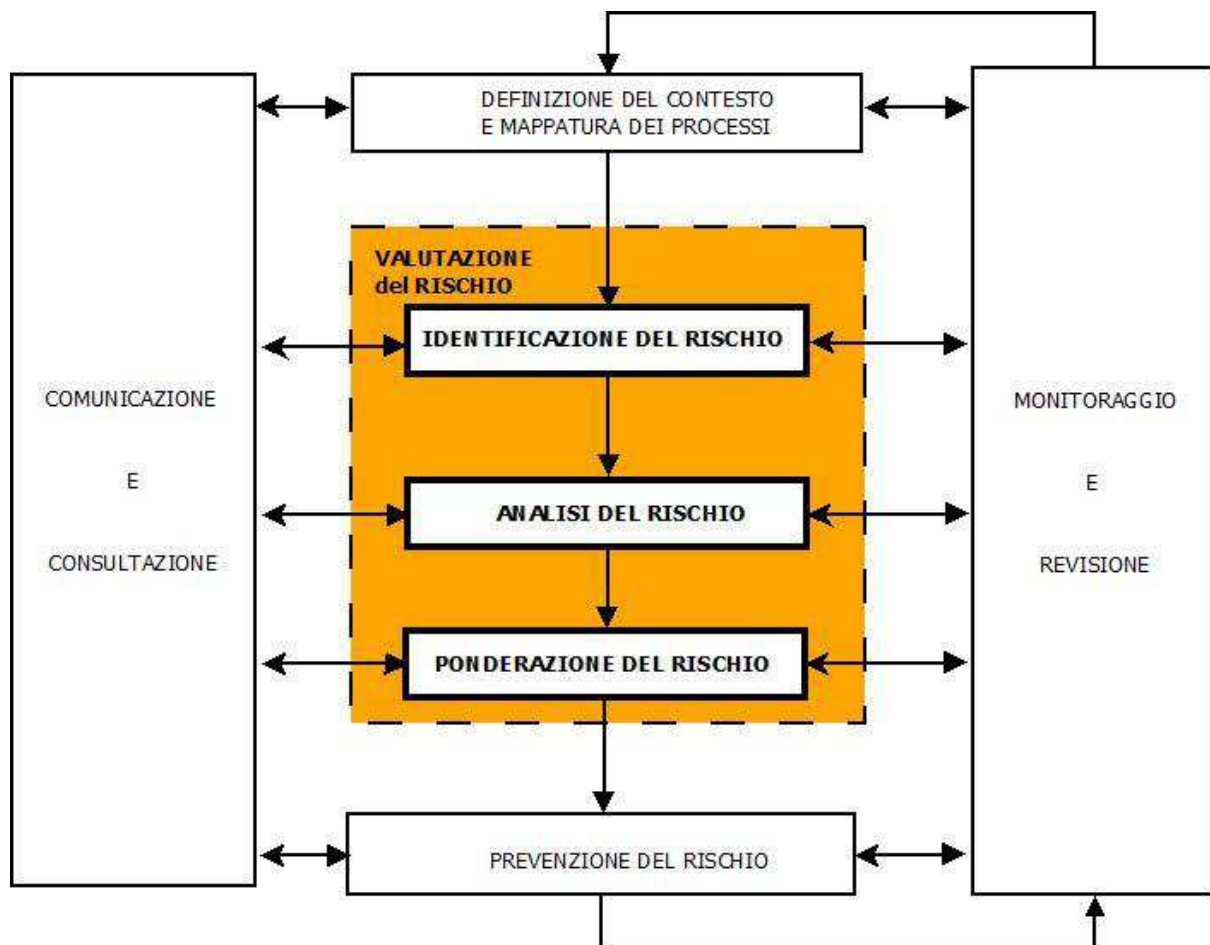 DEFINIZIONE DEL CONTESTO
E MAPPATURA DEI PROCESSI
VALUTAZIONE
del RISCHIO
IDENTIFICAZIONE DEL RISCHIO
COMUNICAZIONE
E
CONSULTAZIONE
ANALISI DEL RISCHIO
PONDERAZIONE DEL RISCHIO
MONITORAGGIO
E
REVISIONE
PREVENZIONE DEL RISCHIO